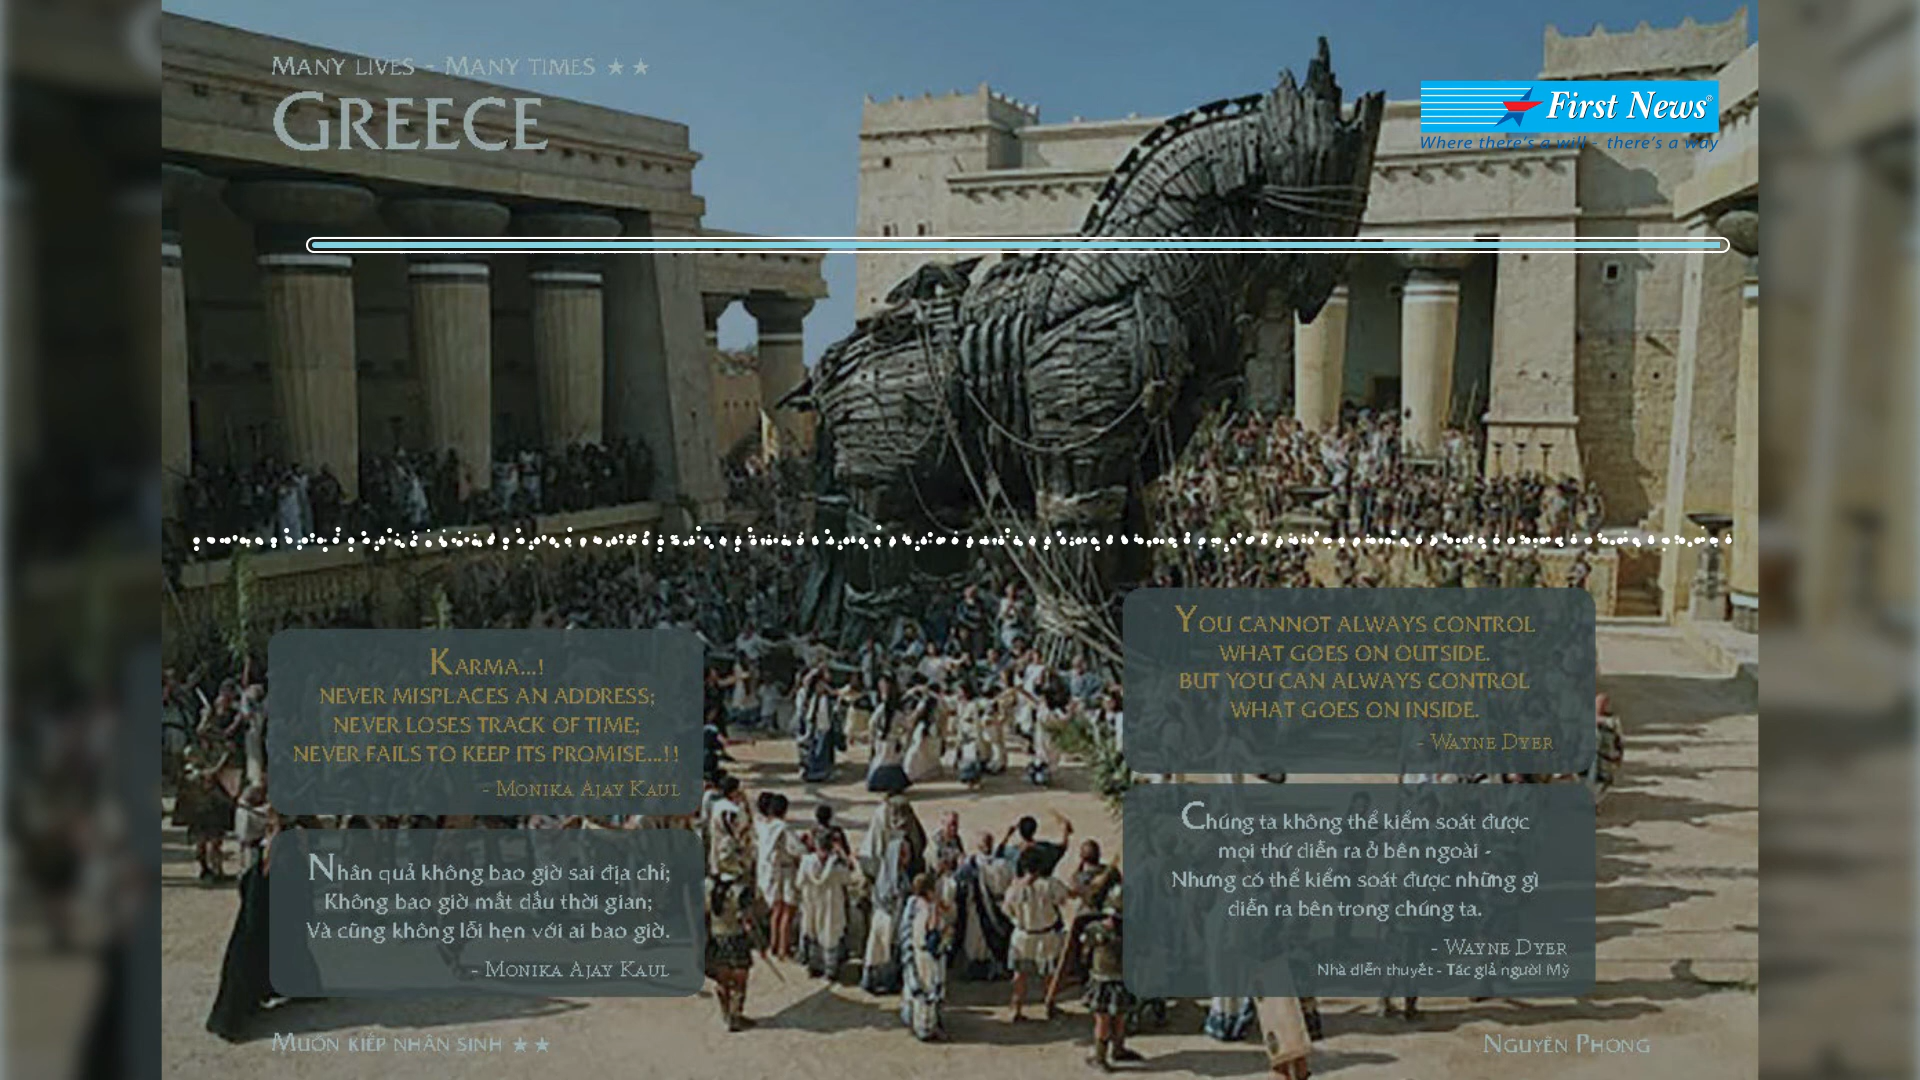 MANY LIVES - MANY TIMES ★ ★
GREECE
First News®
Where there's a will - there's a way
KARMA...!
NEVER MISPLACES AN ADDRESS;
NEVER LOSES TRACK OF TIME;
NEVER FAILS TO KEEP ITS PROMISE...!!
- MONIKA AJAY KAUL
Nhân quả không bao giờ sai địa chỉ;
Không bao giờ mất dấu thời gian;
Và cũng không lỗi hẹn với ai bao giờ.
- MONIKA AJAY KAUL
YOU CANNOT ALWAYS CONTROL
WHAT GOES ON OUTSIDE.
BUT YOU CAN ALWAYS CONTROL
WHAT GOES ON INSIDE.
- WAYNE DYER
Chúng ta không thể kiểm soát được
mọi thứ diễn ra ở bên ngoài -
Nhưng có thể kiểm soát được những gì
diễn ra bên trong chúng ta.
- WAYNE DYER
Nhà diễn thuyết - Tác giả người Mỹ
MUÔN KIẾP NHÂN SINH ★ ★
NGUYÊN PHONG